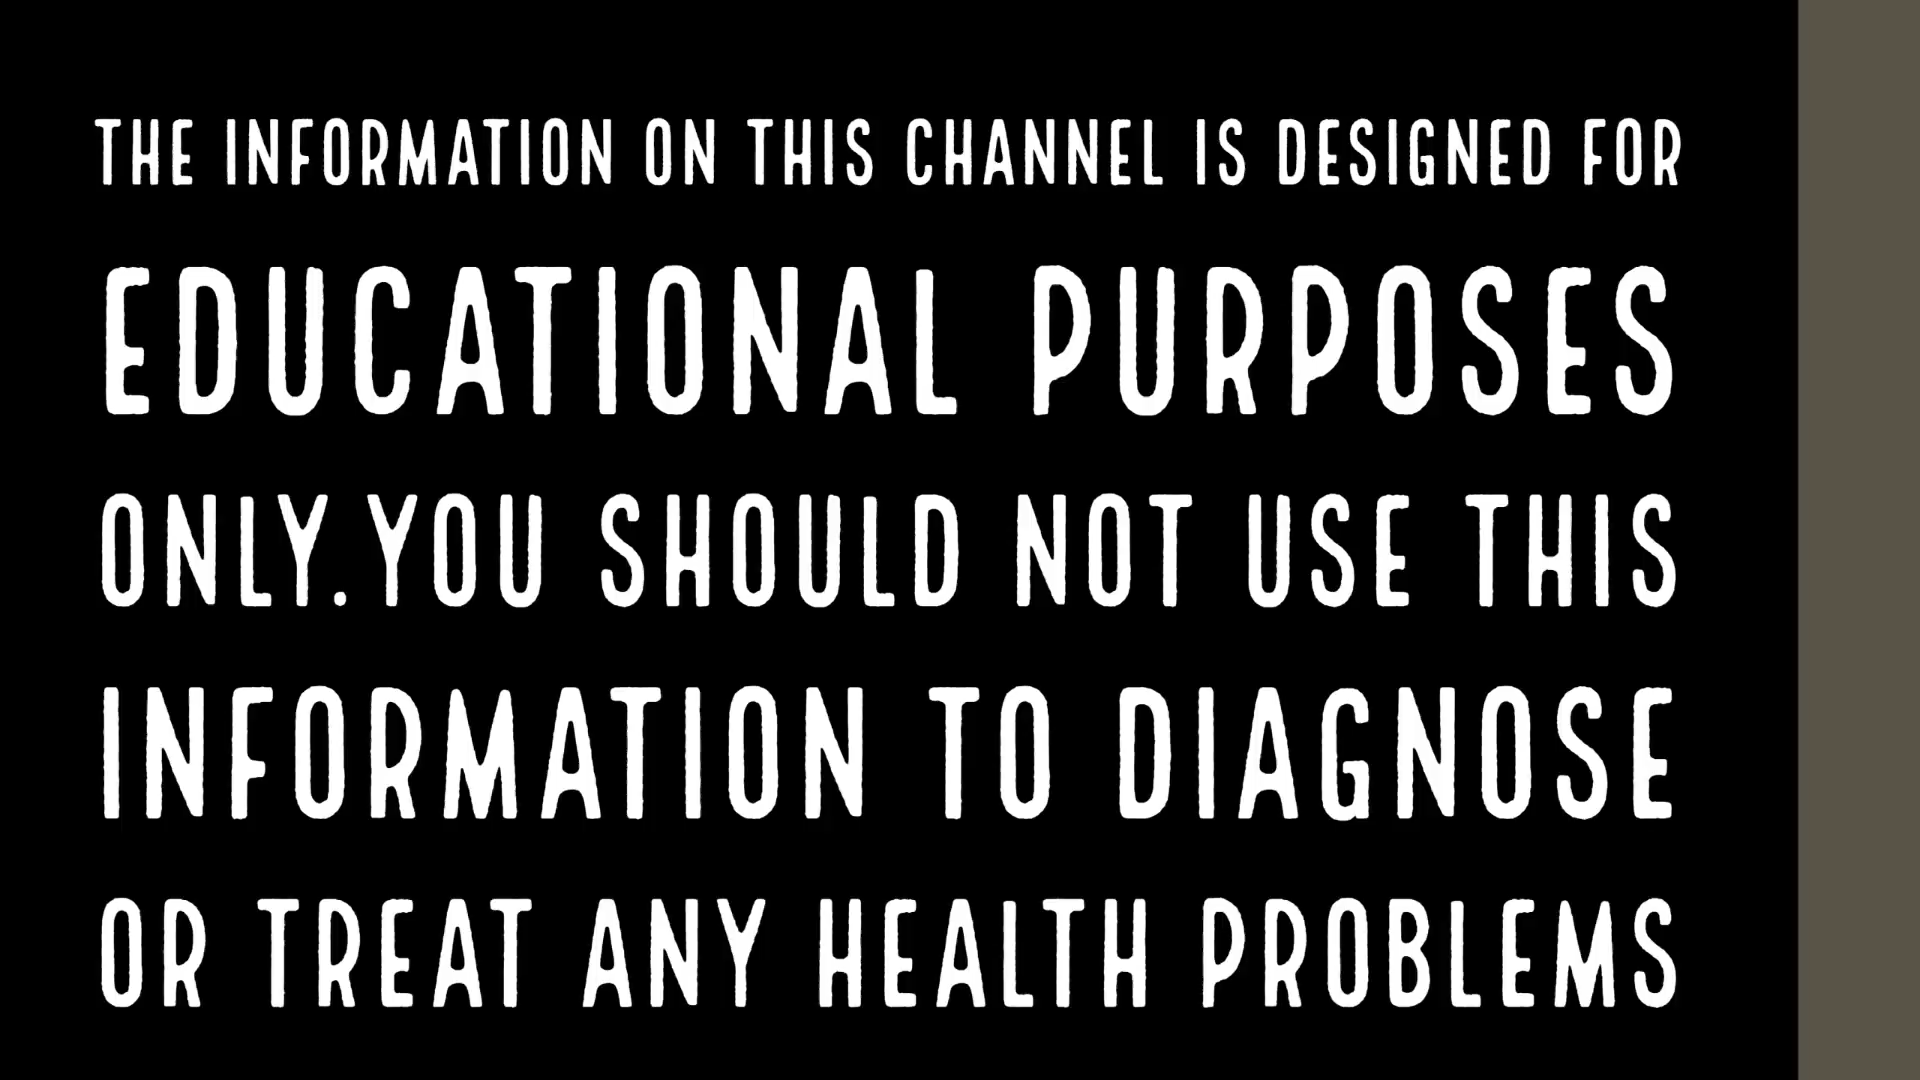 THE INFORMATION ON THIS CHANNEL IS DESIGNED FOR
EDUCATIONAL PURPOSES
ONLY.YOU SHOULD NOT USE THIS
INFORMATION TO DIAGNOSE
OR TREAT ANY HEALTH PROBLEMS